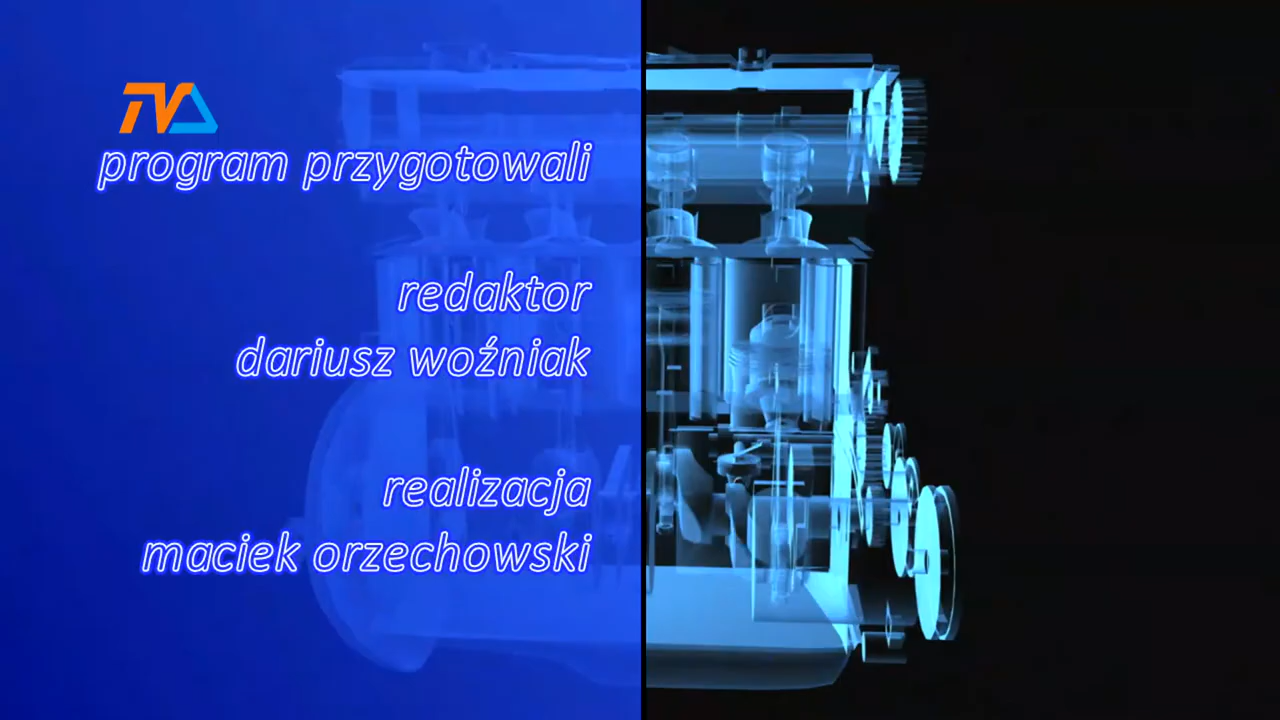 TVA
program przygotowali
redaktor
dariusz woźniak
realizacja
maciek orzechowski